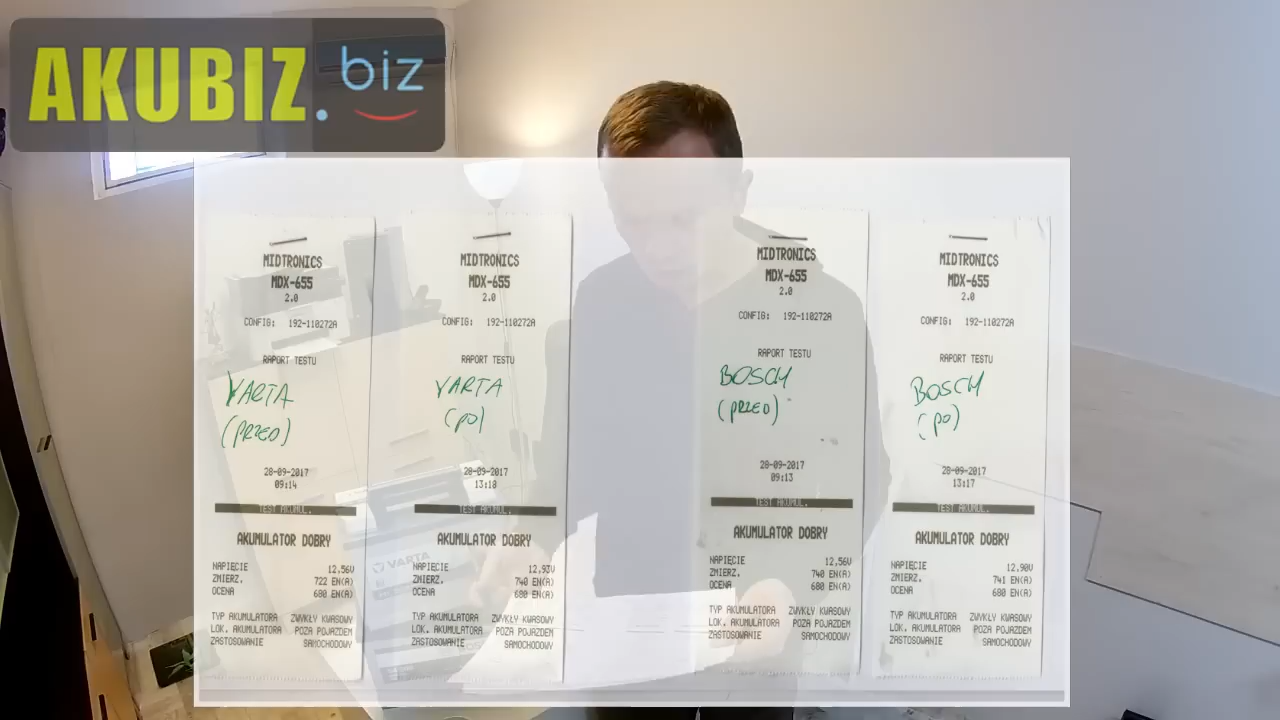 AKUBIZ.biz
MIDTRONICS
MDX-655
2.0
CONFIG: 192-110272A
RAPORT TESTU
VARTA
(PRZED)
28-09-2017
09:14
TEST AKUMUL.
AKUMULATOR DOBRY
NAPIĘCIE 12,56V
ZMIERZ. 722 EN(A)
OCENA 680 EN(A)
TYP AKUMULATORA ZWYKŁY KWASOWY
LOK. AKUMULATORA POZA POJAZDEM
ZASTOSOWANIE SAMOCHODOWY
MIDTRONICS
MDX-655
2.0
CONFIG: 192-110272A
RAPORT TESTU
VARTA
(PO)
28-09-2017
13:18
TEST AKUMUL.
AKUMULATOR DOBRY
NAPIĘCIE 12,93V
ZMIERZ. 740 EN(A)
OCENA 680 EN(A)
TYP AKUMULATORA ZWYKŁY KWASOWY
LOK. AKUMULATORA POZA POJAZDEM
ZASTOSOWANIE SAMOCHODOWY
VARTA
MIDTRONICS
MDX-655
2.0
CONFIG: 192-110272A
RAPORT TESTU
BOSCH
(PRZED)
28-09-2017
09:13
TEST AKUMUL.
AKUMULATOR DOBRY
NAPIĘCIE 12,56V
ZMIERZ. 740 EN(A)
OCENA 680 EN(A)
TYP AKUMULATORA ZWYKŁY KWASOWY
LOK. AKUMULATORA POZA POJAZDEM
ZASTOSOWANIE SAMOCHODOWY
MIDTRONICS
MDX-655
2.0
CONFIG: 192-110272A
RAPORT TESTU
BOSCH
(PO)
28-09-2017
13:17
TEST AKUMUL.
AKUMULATOR DOBRY
NAPIĘCIE 12,90V
ZMIERZ. 741 EN(A)
OCENA 680 EN(A)
TYP AKUMULATORA ZWYKŁY KWASOWY
LOK. AKUMULATORA POZA POJAZDEM
ZASTOSOWANIE SAMOCHODOWY